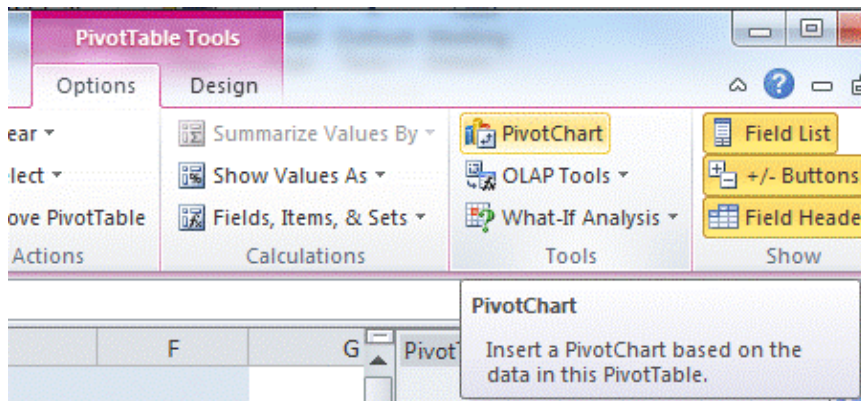 PivotTable Tools
Options Design
ear
Summarize Values By
PivotChart
Field List
lect
Show Values As
OLAP Tools
+/- Buttons
ove PivotTable
Fields, Items, & Sets
What-If Analysis
Field Heade
Actions
Calculations
Tools
Show
PivotChart
Insert a PivotChart based on the
data in this PivotTable.
F
G
Pivot